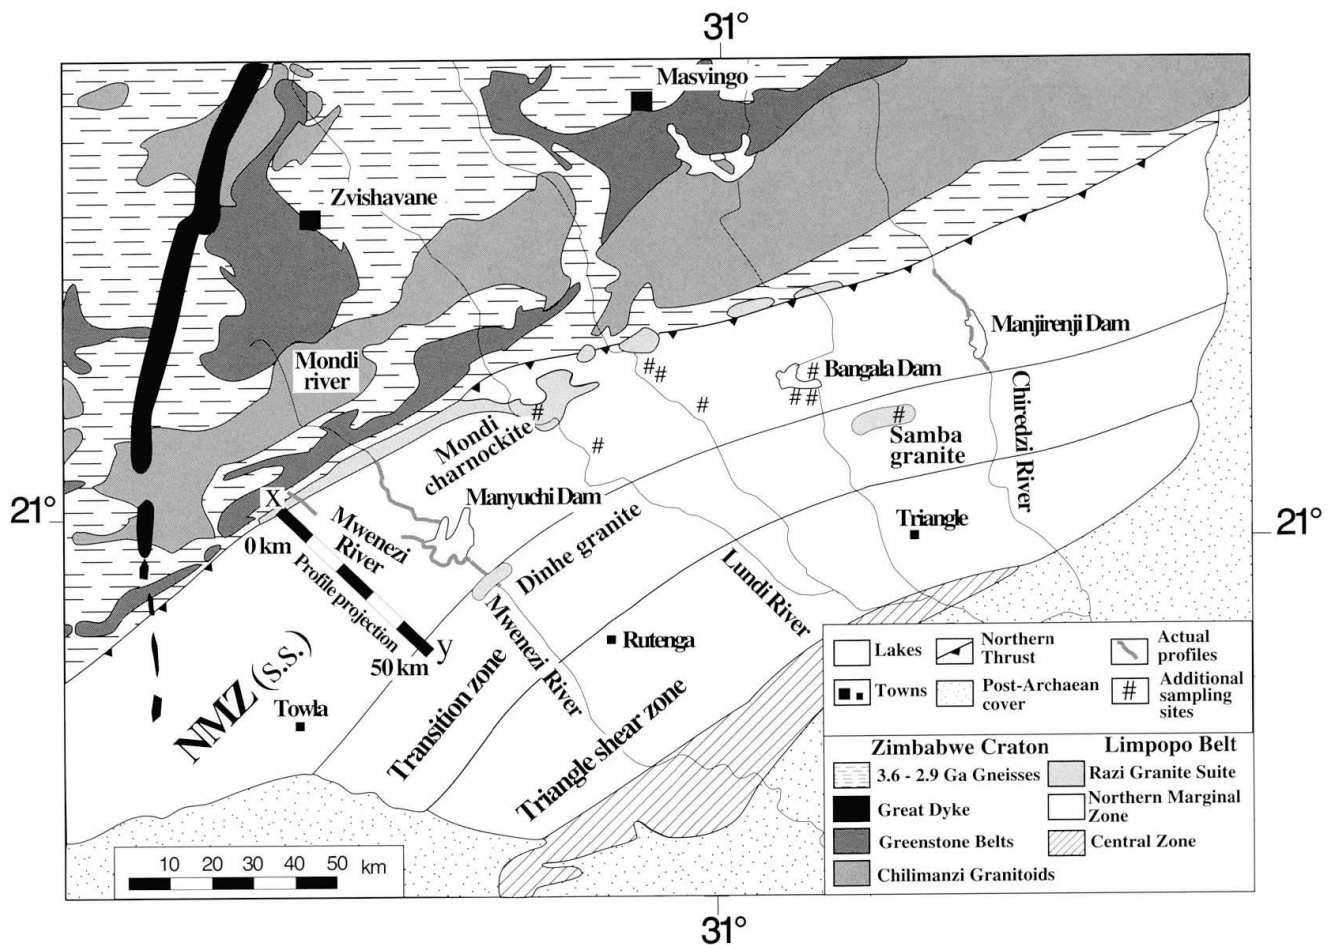 31°
Masvingo
Zvishavane
Manjirenji Dam
Mondi
river
Bangala Dam
Mondi
charnockite
Samba
granite
Chiredzi River
21°
X
Manyuchi Dam
Triangle
21°
0 km
Mwenezi
River
Dinhe granite
Profile projection
Lundi River
50 km
y
Mwenezi River
Rutenga
NMZ (s.s.)
Towla
Transition zone
Triangle shear zone
Lakes
Northern
Thrust
Actual
profiles
Towns
Post-Archaean
cover
#
Additional
sampling
sites
Zimbabwe Craton
Limpopo Belt
3.6 - 2.9 Ga Gneisses
Razi Granite Suite
Great Dyke
Northern Marginal
Zone
Greenstone Belts
Central Zone
Chilimanzi Granitoids
10 20 30 40 50 km
31°